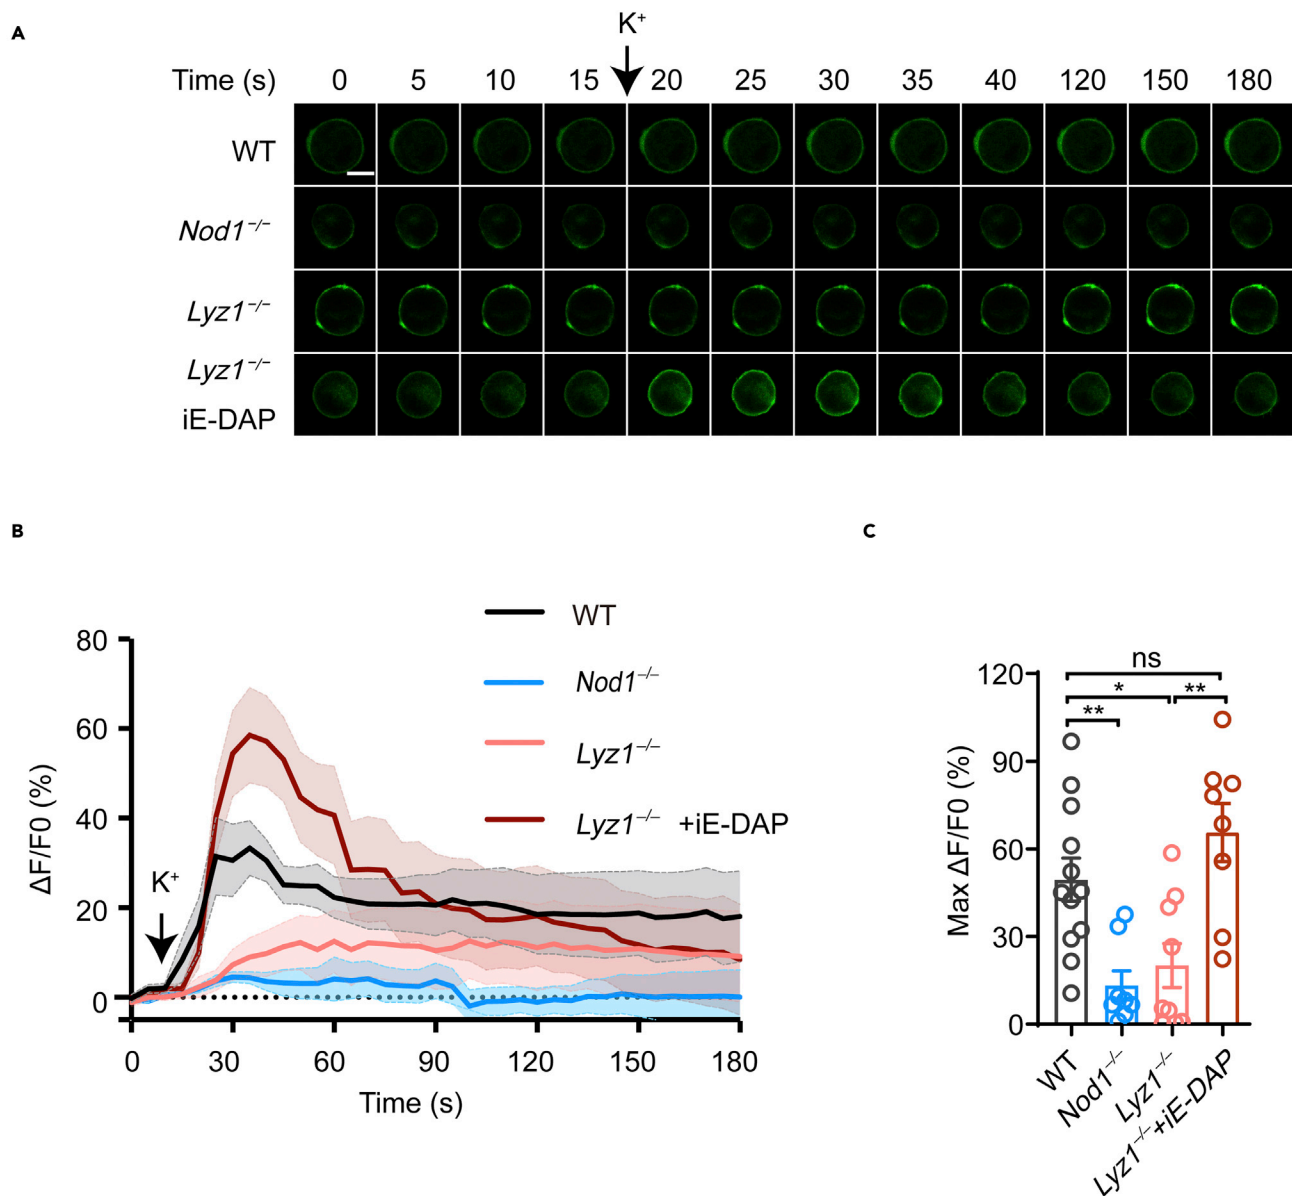 A
K⁺
Time (s) 0 5 10 15 20 25 30 35 40 120 150 180
WT
Nod1⁻/⁻
Lyz1⁻/⁻
Lyz1⁻/⁻
iE-DAP
B
WT
Nod1⁻/⁻
Lyz1⁻/⁻
Lyz1⁻/⁻ +iE-DAP
80
60
40
20
0
ΔF/F0 (%)
K⁺
0 30 60 90 120 150 180
Time (s)
C
ns
* **
**
120
90
60
30
0
Max ΔF/F0 (%)
WT
Nod1⁻/⁻
Lyz1⁻/⁻
Lyz1⁻/⁻+iE-DAP